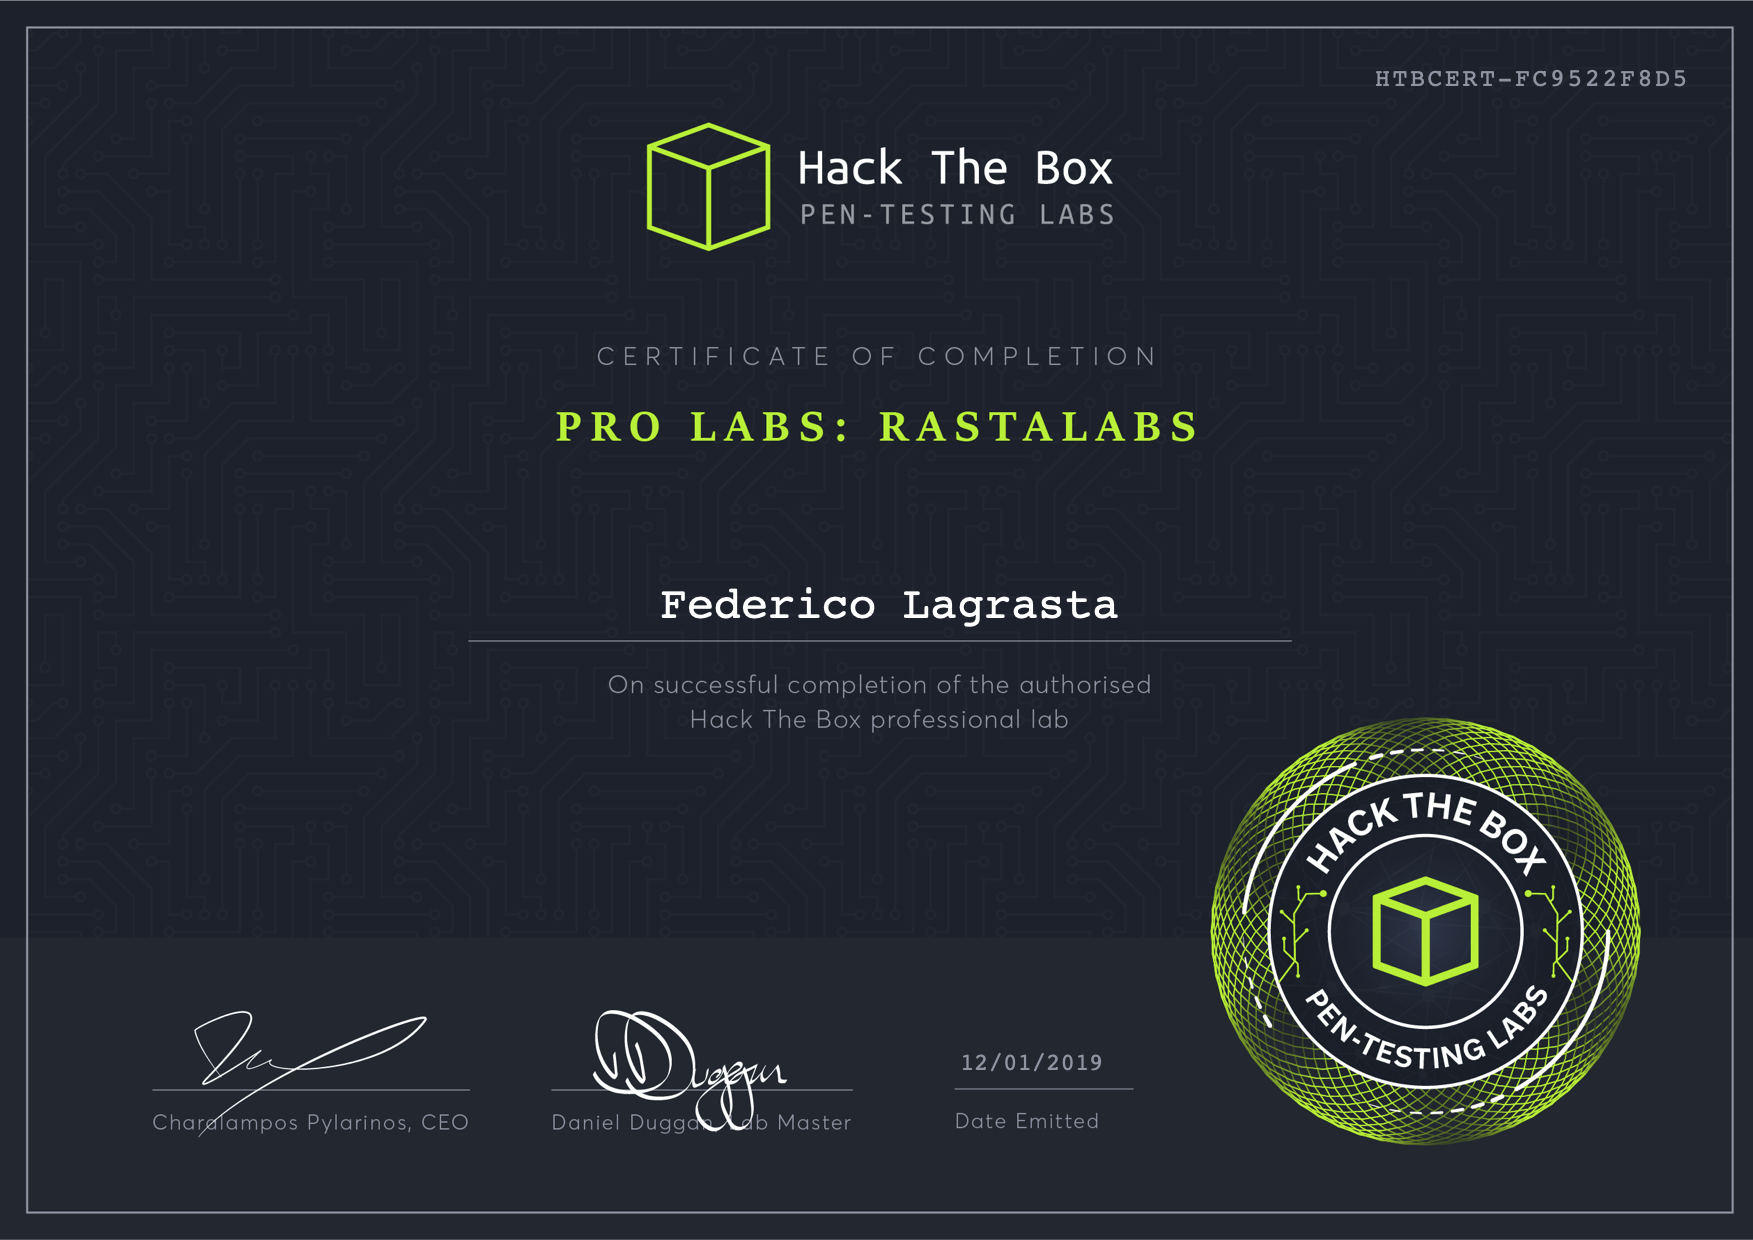 HTBCERT-FC9522F8D5
Hack The Box
PEN-TESTING LABS
CERTIFICATE OF COMPLETION
PRO LABS: RASTALABS
Federico Lagrasta
On successful completion of the authorised
Hack The Box professional lab
HACK THE BOX
PEN-TESTING LABS
Duggan
12/01/2019
Charalampos Pylarinos, CEO
Daniel Duggan Lab Master
Date Emitted